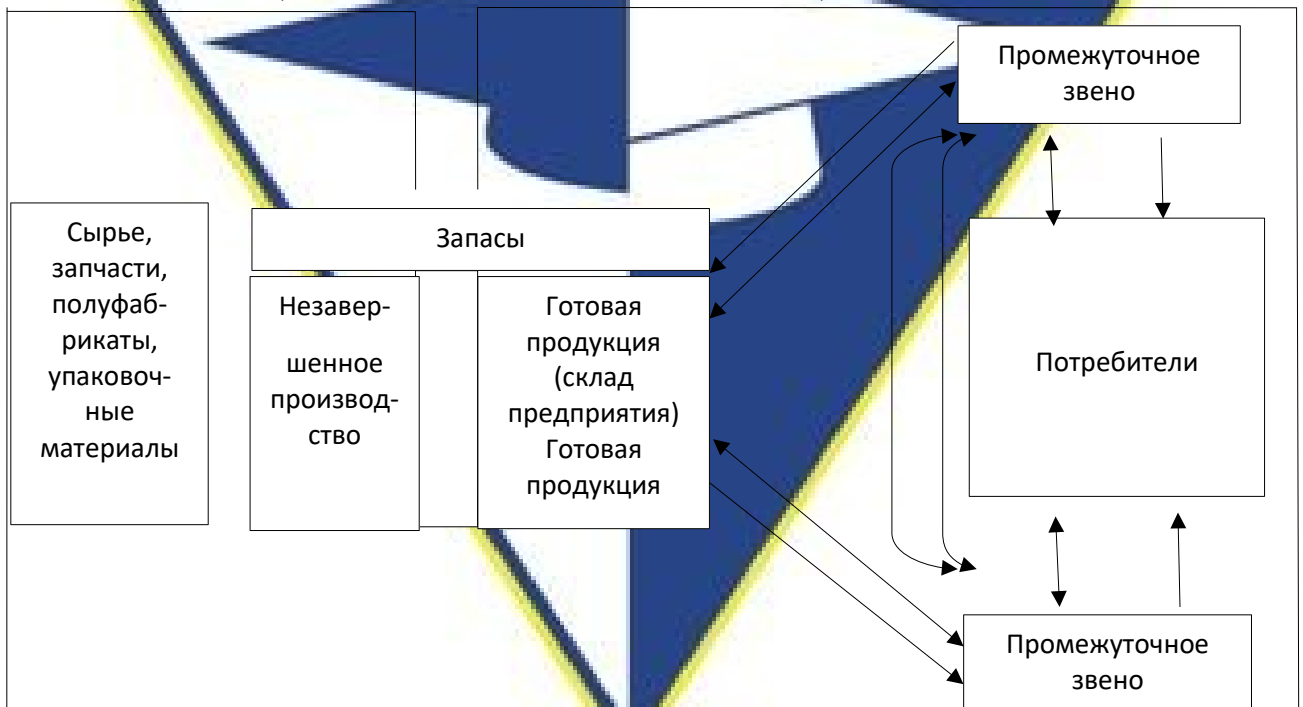 Промежуточное
звено
Сырье,
запчасти,
полуфаб-
рикаты,
упаковоч-
ные
материалы
Запасы
Незавер-
шенное
производ-
ство
Готовая
продукция
(склад
предприятия)
Готовая
продукция
Потребители
Промежуточное
звено